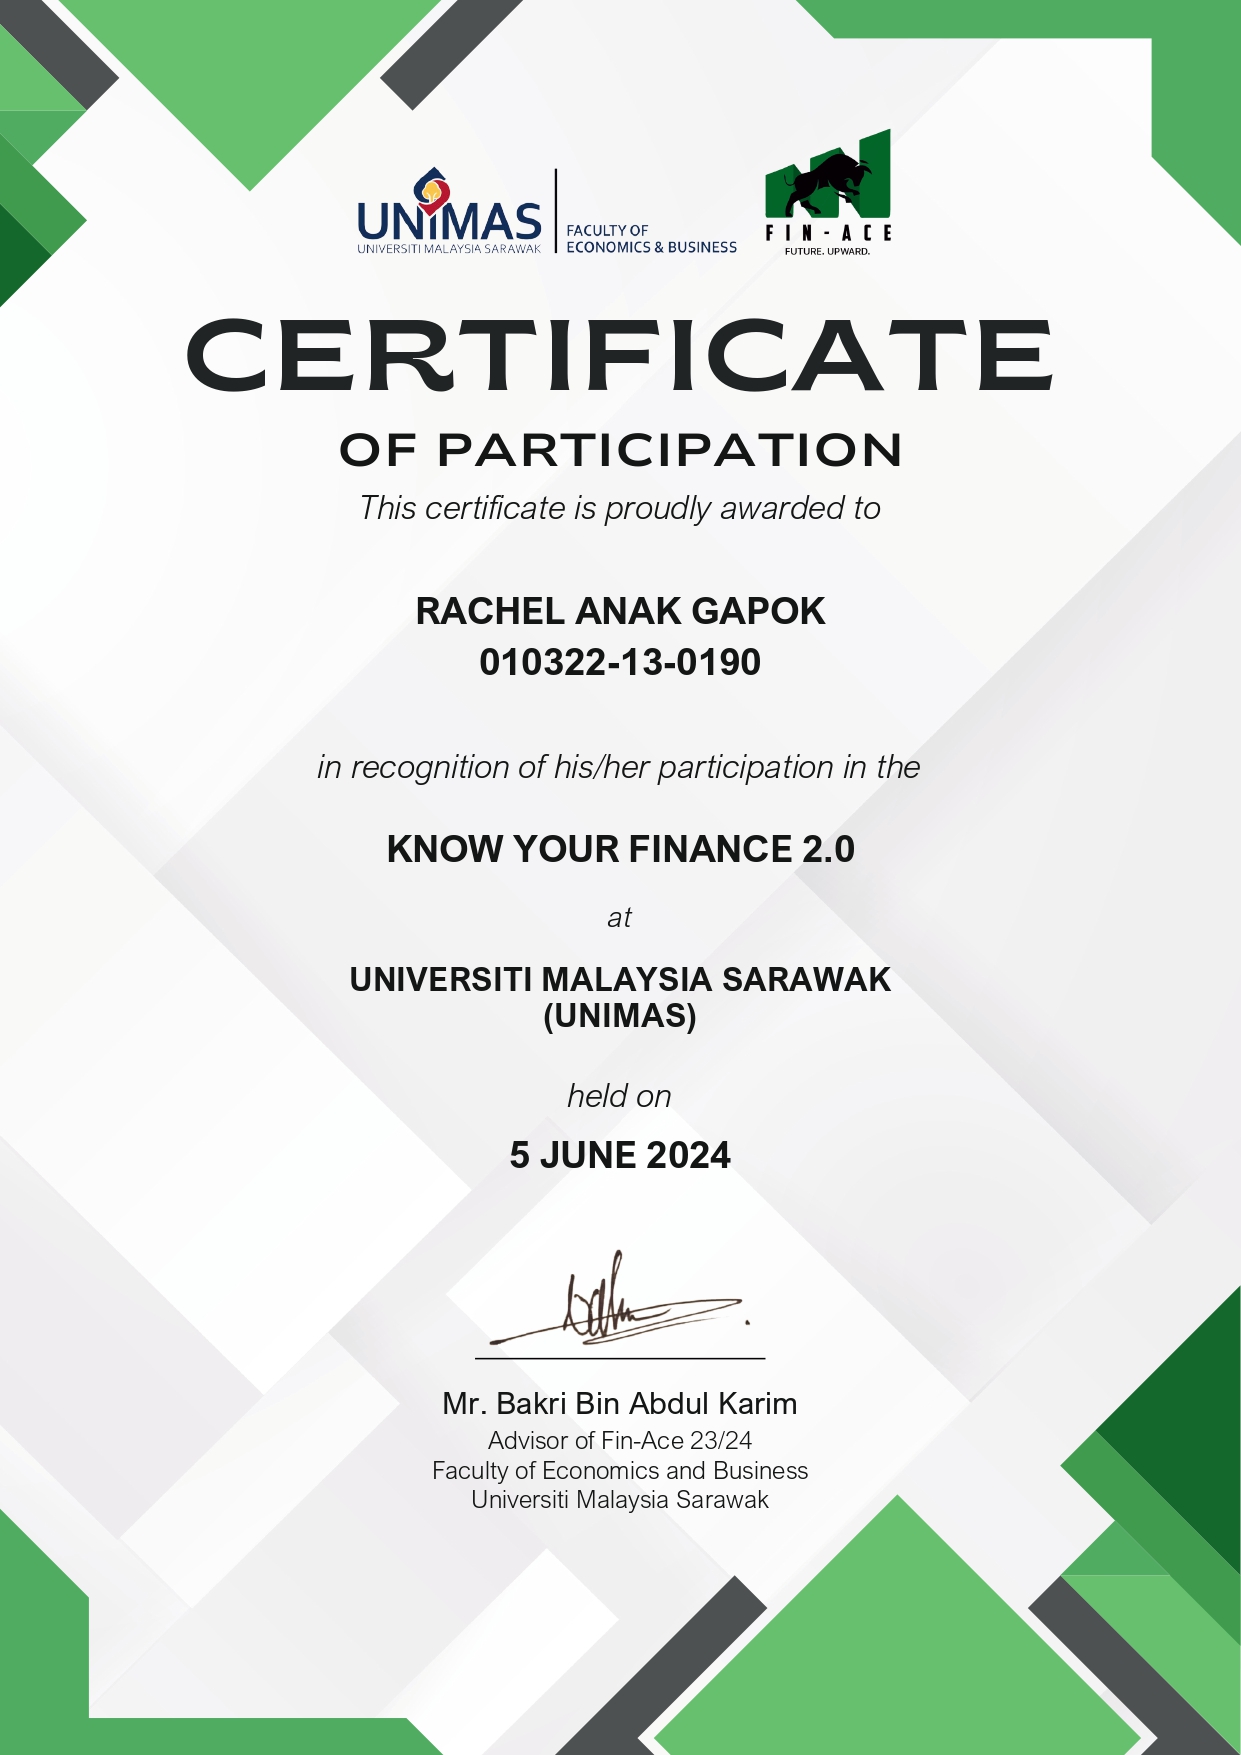 UNIMAS
UNIVERSITI MALAYSIA SARAWAK
FACULTY OF
ECONOMICS & BUSINESS
FIN-ACE
FUTURE. UPWARD.
CERTIFICATE
OF PARTICIPATION
This certificate is proudly awarded to
RACHEL ANAK GAPOK
010322-13-0190
in recognition of his/her participation in the
KNOW YOUR FINANCE 2.0
at
UNIVERSITI MALAYSIA SARAWAK
(UNIMAS)
held on
5 JUNE 2024
Mr. Bakri Bin Abdul Karim
Advisor of Fin-Ace 23/24
Faculty of Economics and Business
Universiti Malaysia Sarawak